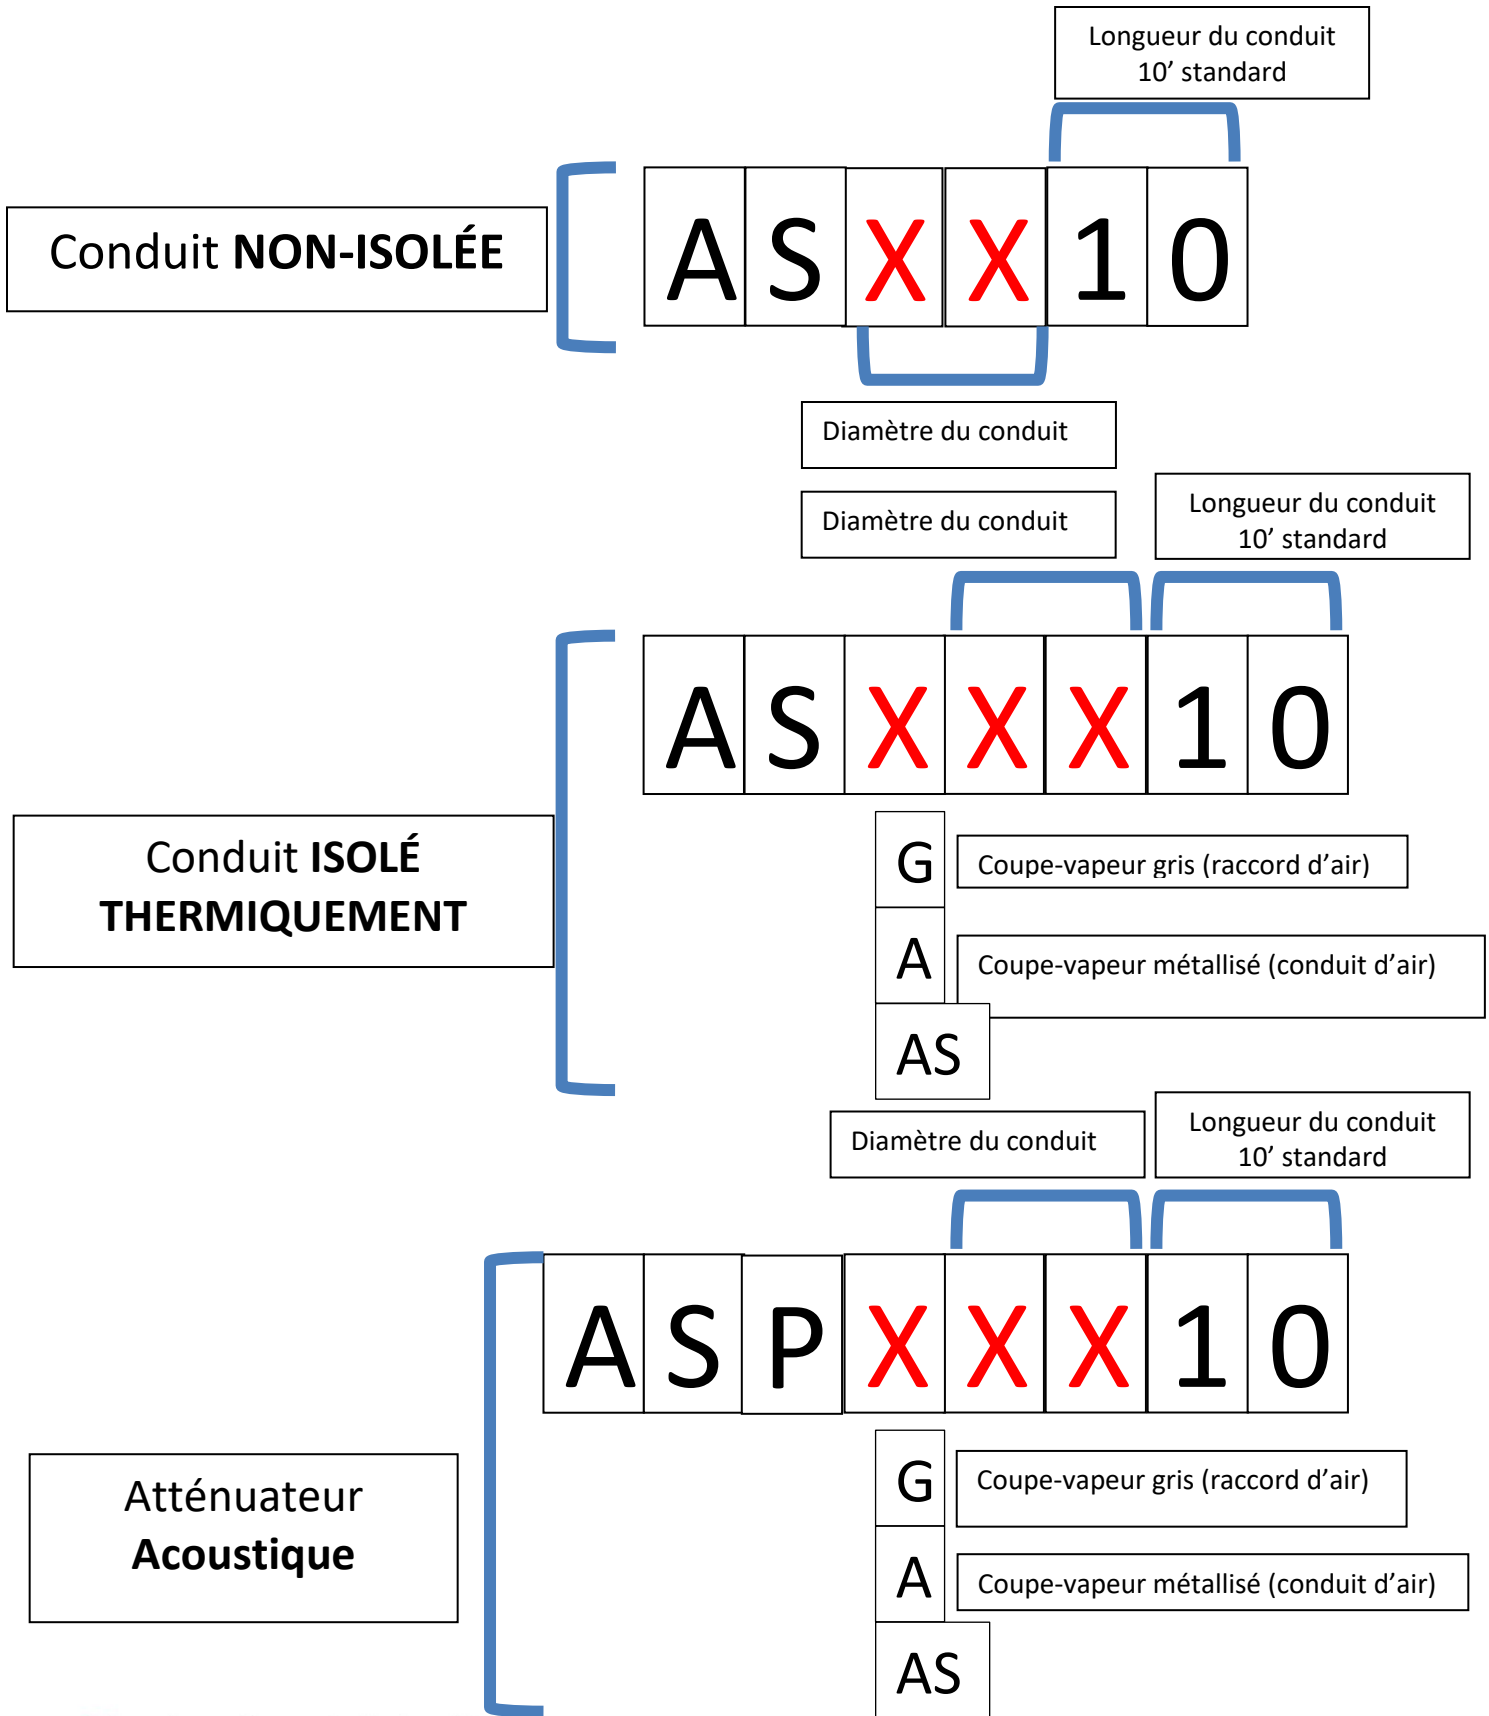 Longueur du conduit
10’ standard
Conduit NON-ISOLÉE
A S X X 1 0
Diamètre du conduit
Diamètre du conduit
Longueur du conduit
10’ standard
A S X X X 1 0
Conduit ISOLÉ
THERMIQUEMENT
G
Coupe-vapeur gris (raccord d’air)
A
Coupe-vapeur métallisé (conduit d’air)
AS
Diamètre du conduit
Longueur du conduit
10’ standard
A S P X X X 1 0
Atténuateur
Acoustique
G
Coupe-vapeur gris (raccord d’air)
A
Coupe-vapeur métallisé (conduit d’air)
AS